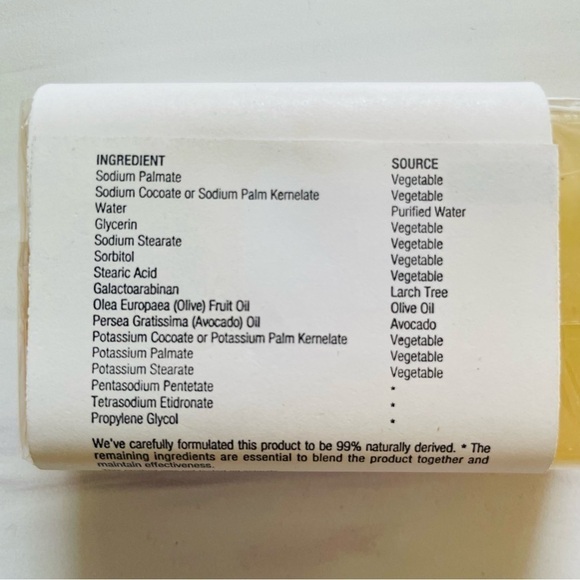 INGREDIENT SOURCE
Sodium Palmate Vegetable
Sodium Cocoate or Sodium Palm Kernelate Vegetable
Water Purified Water
Glycerin Vegetable
Sodium Stearate Vegetable
Sorbitol Vegetable
Stearic Acid Vegetable
Galactoarabinan Larch Tree
Olea Europaea (Olive) Fruit Oil Olive Oil
Persea Gratissima (Avocado) Oil Avocado
Potassium Cocoate or Potassium Palm Kernelate Vegetable
Potassium Palmate Vegetable
Potassium Stearate Vegetable
Pentasodium Pentetate *
Tetrasodium Etidronate *
Propylene Glycol *
We've carefully formulated this product to be 99% naturally derived. * The
remaining ingredients are essential to blend the product together and
maintain effectiveness.